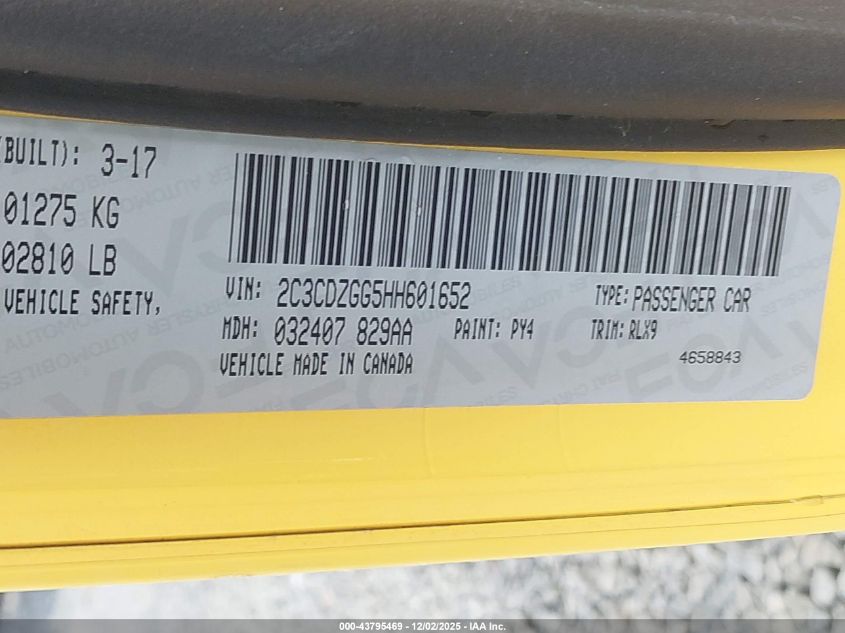 (BUILT): 3-17
01275 KG
02810 LB
VEHICLE SAFETY,
VIN: 2C3CDZGG5HH601652
TYPE: PASSENGER CAR
MDH: 032407 829AA
PAINT: PY4
TRIM: RLX9
VEHICLE MADE IN CANADA
4658843
000-43795469 - 12/02/2025 - IAA Inc.